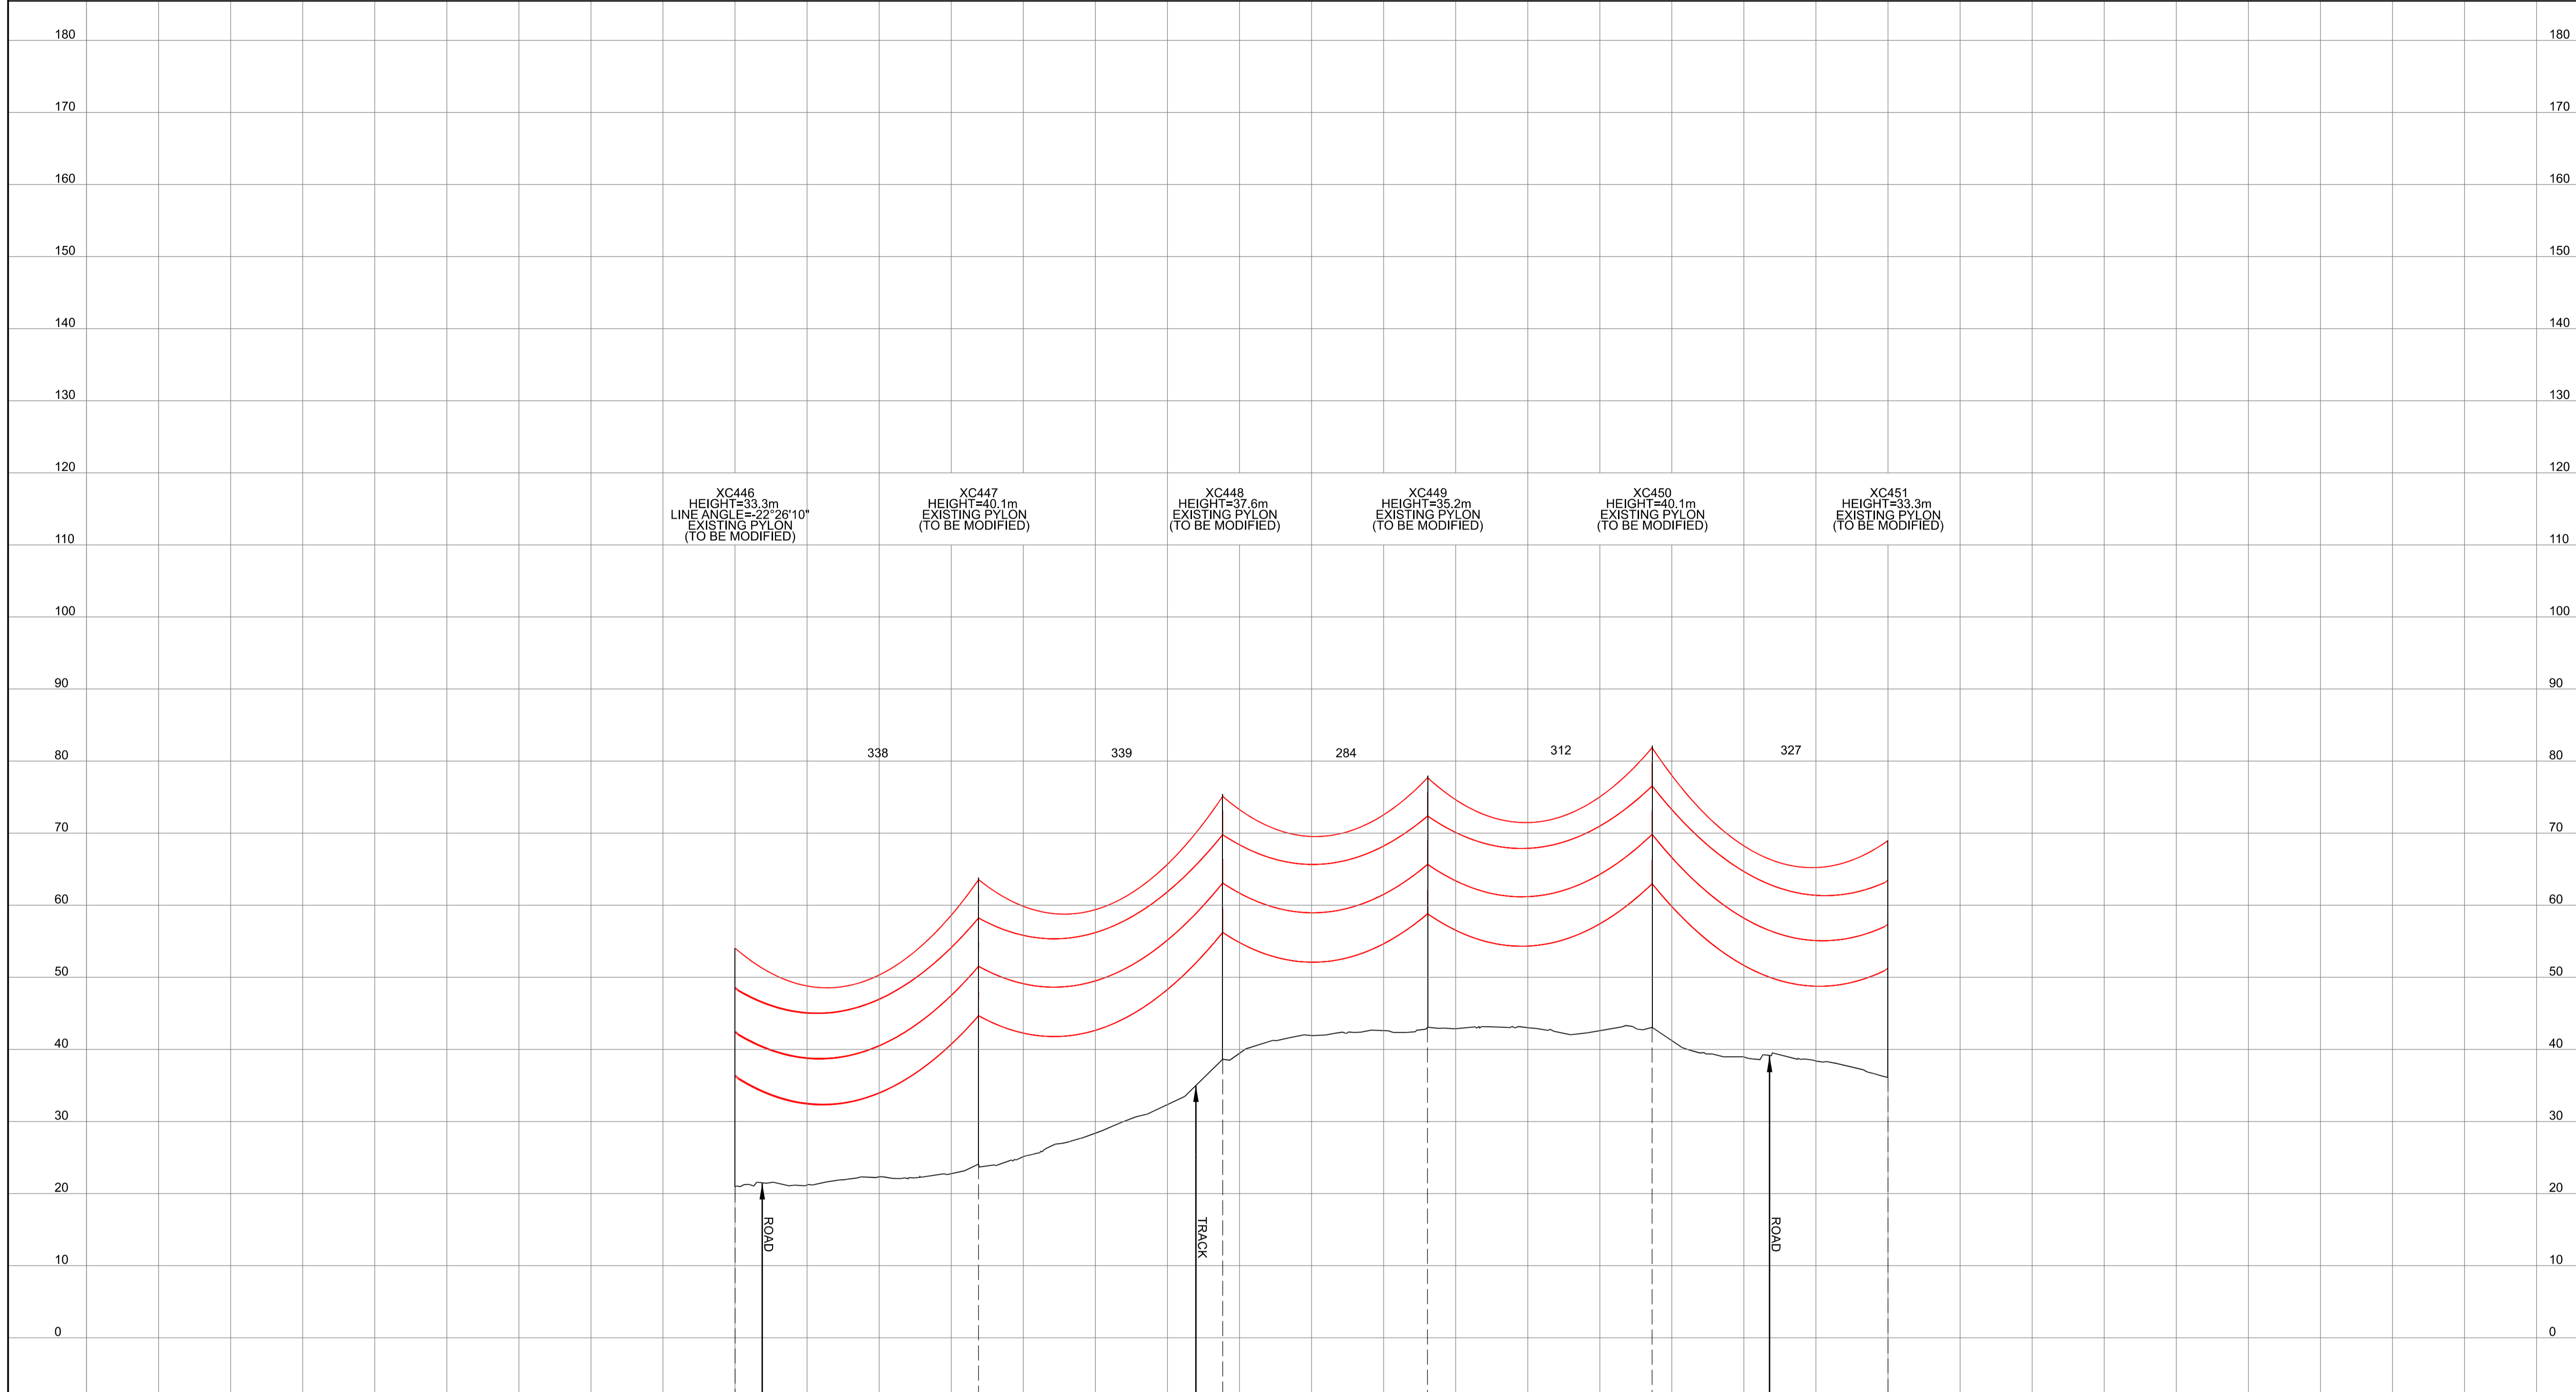 180 180
170 170
160 160
150 150
140 140
130 130
120 120
XC446
HEIGHT=33.3m
LINE ANGLE=-22°26'10"
EXISTING PYLON
(TO BE MODIFIED)
XC447
HEIGHT=40.1m
EXISTING PYLON
(TO BE MODIFIED)
XC448
HEIGHT=37.6m
EXISTING PYLON
(TO BE MODIFIED)
XC449
HEIGHT=35.2m
EXISTING PYLON
(TO BE MODIFIED)
XC450
HEIGHT=40.1m
EXISTING PYLON
(TO BE MODIFIED)
XC451
HEIGHT=33.3m
EXISTING PYLON
(TO BE MODIFIED)
110 110
100 100
90 90
80 338 339 284 312 327 80
70 70
60 60
50 50
40 40
30 30
20 20
ROAD
TRACK
ROAD
10 10
0 0